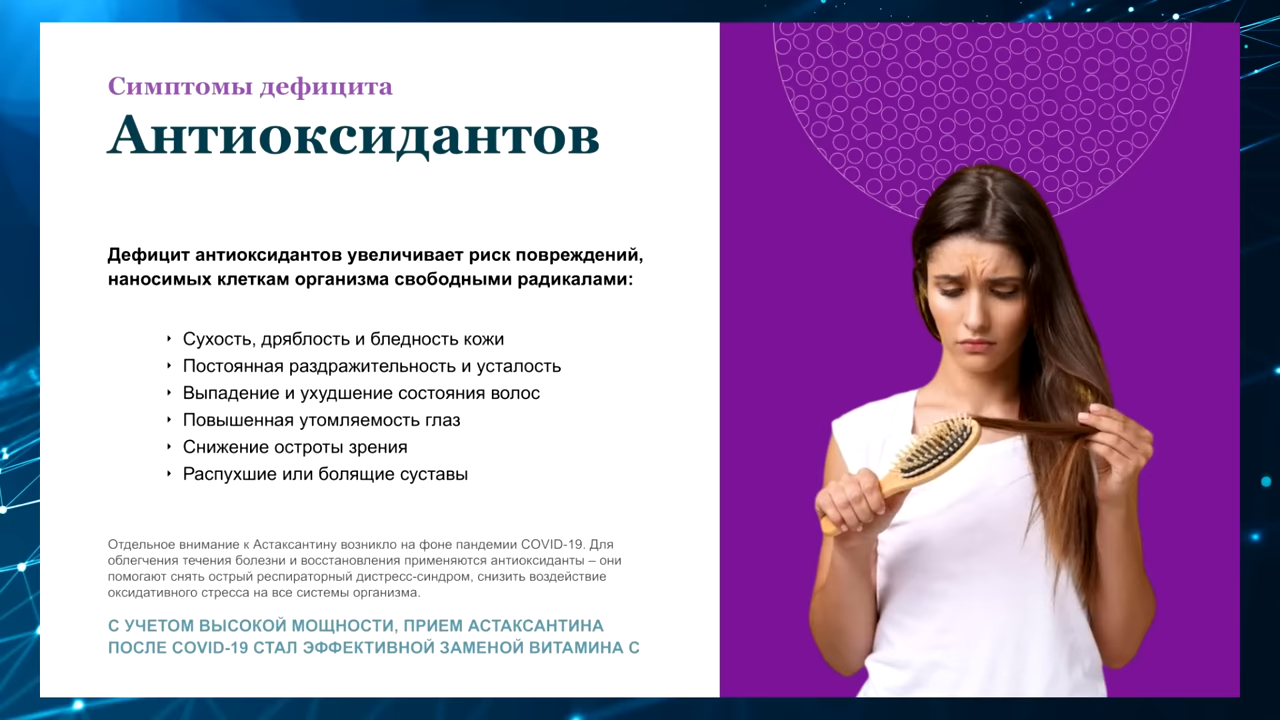 Симптомы дефицита
Антиоксидантов
Дефицит антиоксидантов увеличивает риск повреждений,
наносимых клеткам организма свободными радикалами:
‣ Сухость, дряблость и бледность кожи
‣ Постоянная раздражительность и усталость
‣ Выпадение и ухудшение состояния волос
‣ Повышенная утомляемость глаз
‣ Снижение остроты зрения
‣ Распухшие или болящие суставы
Отдельное внимание к Астаксантину возникло на фоне пандемии COVID-19. Для
облегчения течения болезни и восстановления применяются антиоксиданты – они
помогают снять острый респираторный дистресс-синдром, снизить воздействие
оксидативного стресса на все системы организма.
С УЧЕТОМ ВЫСОКОЙ МОЩНОСТИ, ПРИЕМ АСТАКСАНТИНА
ПОСЛЕ COVID-19 СТАЛ ЭФФЕКТИВНОЙ ЗАМЕНОЙ ВИТАМИНА С